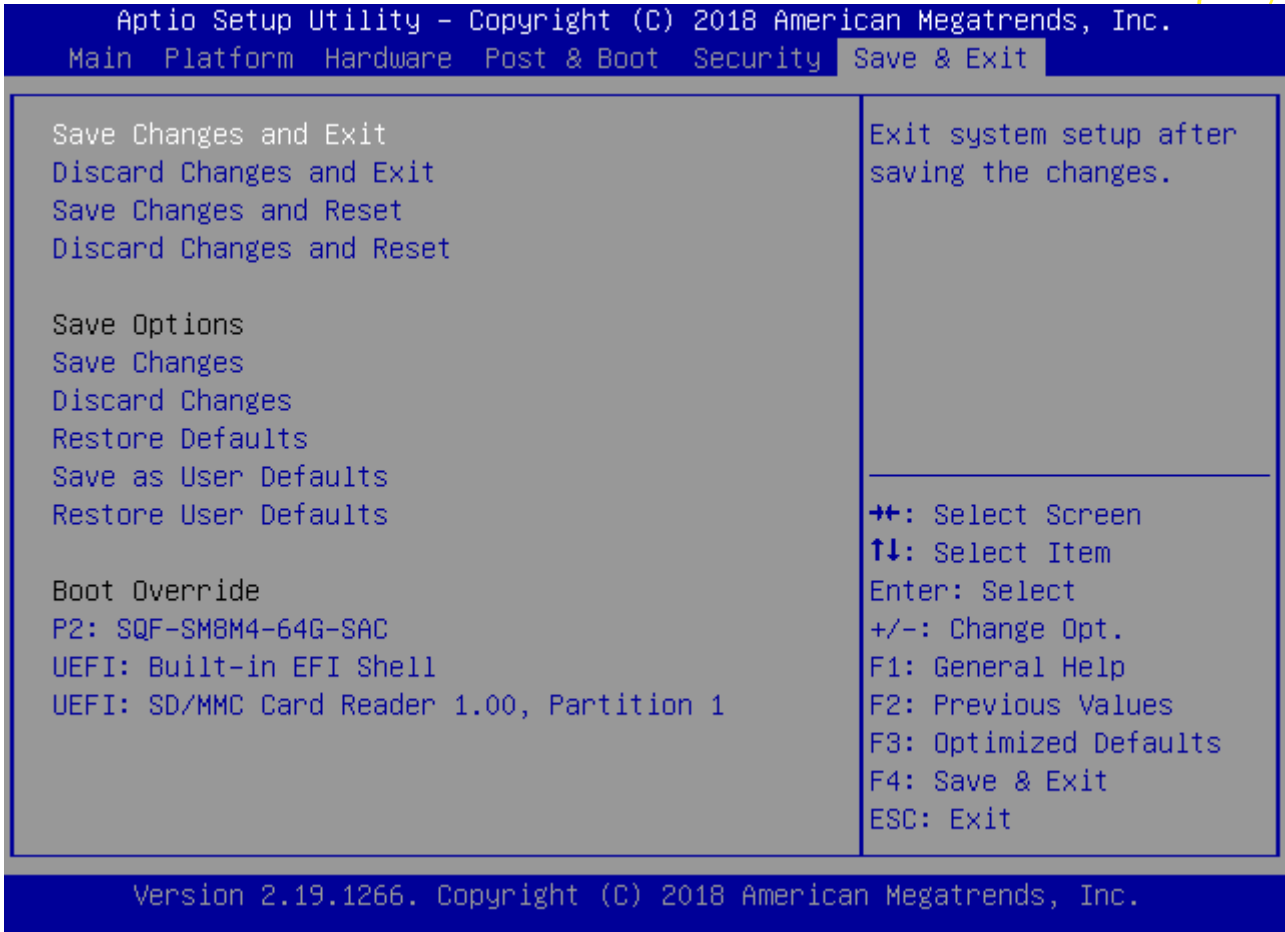 Aptio Setup Utility – Copyright (C) 2018 American Megatrends, Inc.
Main Platform Hardware Post & Boot Security Save & Exit
Save Changes and Exit
Discard Changes and Exit
Save Changes and Reset
Discard Changes and Reset
Save Options
Save Changes
Discard Changes
Restore Defaults
Save as User Defaults
Restore User Defaults
Boot Override
P2: SQF-SM8M4-64G-SAC
UEFI: Built-in EFI Shell
UEFI: SD/MMC Card Reader 1.00, Partition 1
Exit system setup after
saving the changes.
→←: Select Screen
↑↓: Select Item
Enter: Select
+/-: Change Opt.
F1: General Help
F2: Previous Values
F3: Optimized Defaults
F4: Save & Exit
ESC: Exit
Version 2.19.1266. Copyright (C) 2018 American Megatrends, Inc.